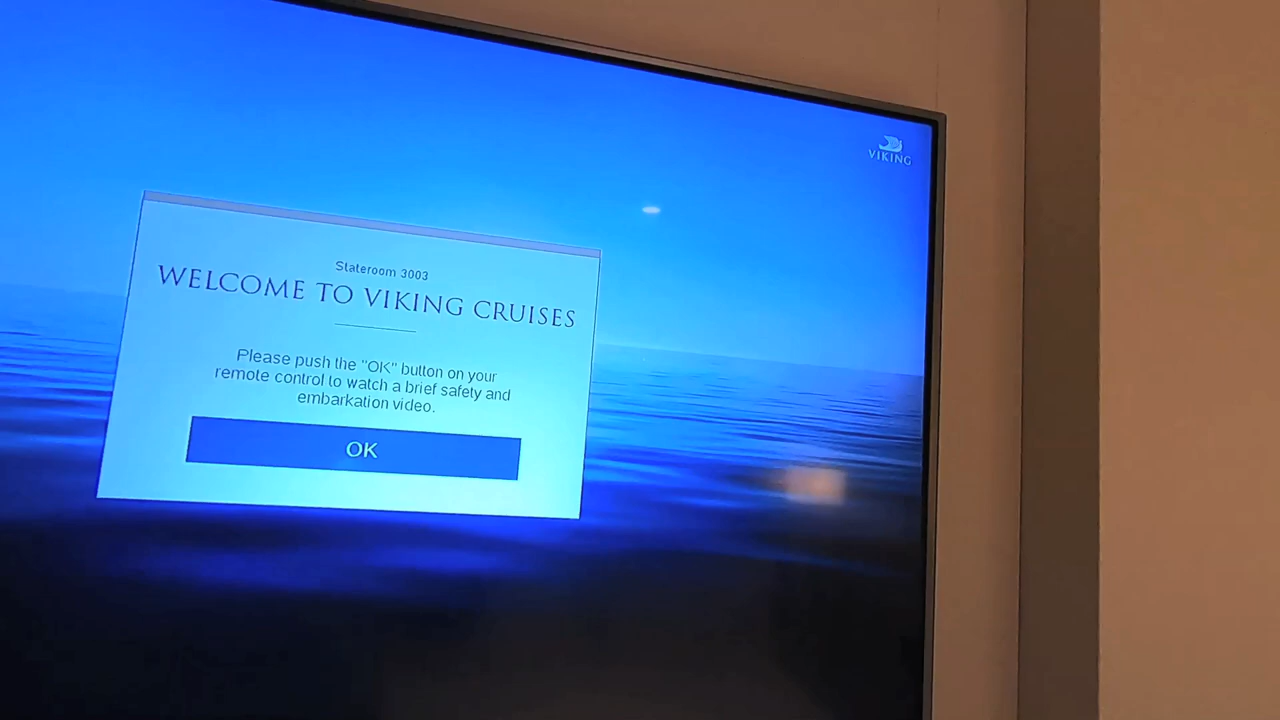 VIKING
Stateroom 3003
WELCOME TO VIKING CRUISES
Please push the "OK" button on your
remote control to watch a brief safety and
embarkation video.
OK